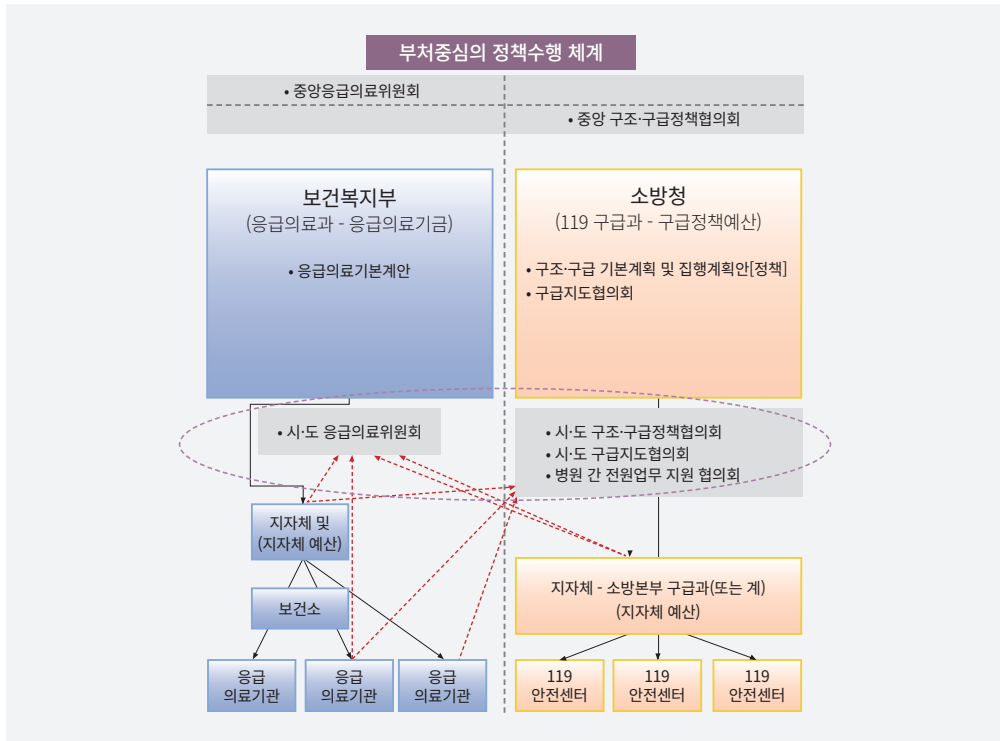 부처중심의 정책수행 체계
• 중앙응급의료위원회
• 중앙 구조·구급정책협의회
보건복지부
(응급의료과 - 응급의료기금)
• 응급의료기본계안
소방청
(119 구급과 - 구급정책예산)
• 구조·구급 기본계획 및 집행계획안[정책]
• 구급지도협의회
• 시·도 응급의료위원회
• 시·도 구조·구급정책협의회
• 시·도 구급지도협의회
• 병원 간 전원업무 지원 협의회
지자체 및
(지자체 예산)
보건소
응급
의료기관
응급
의료기관
응급
의료기관
지자체 - 소방본부 구급과(또는 계)
(지자체 예산)
119
안전센터
119
안전센터
119
안전센터